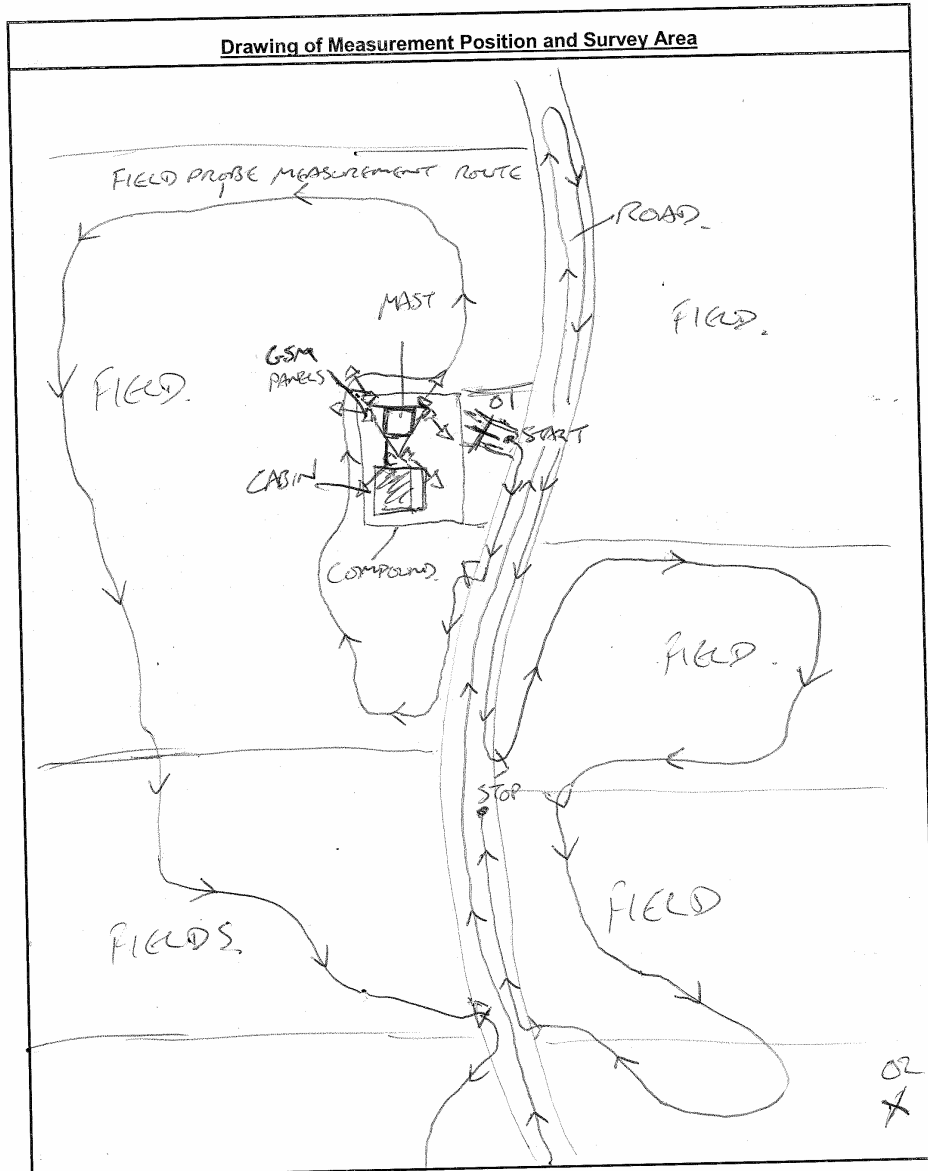 Drawing of Measurement Position and Survey Area
FIELD PROBE MEASUREMENT ROUTE
ROAD.
MAST
FIELD.
GSM
PANELS
FIELD.
01
START
CABIN
COMPOUND.
FIELD.
STOP
FIELD
FIELDS.
02
X